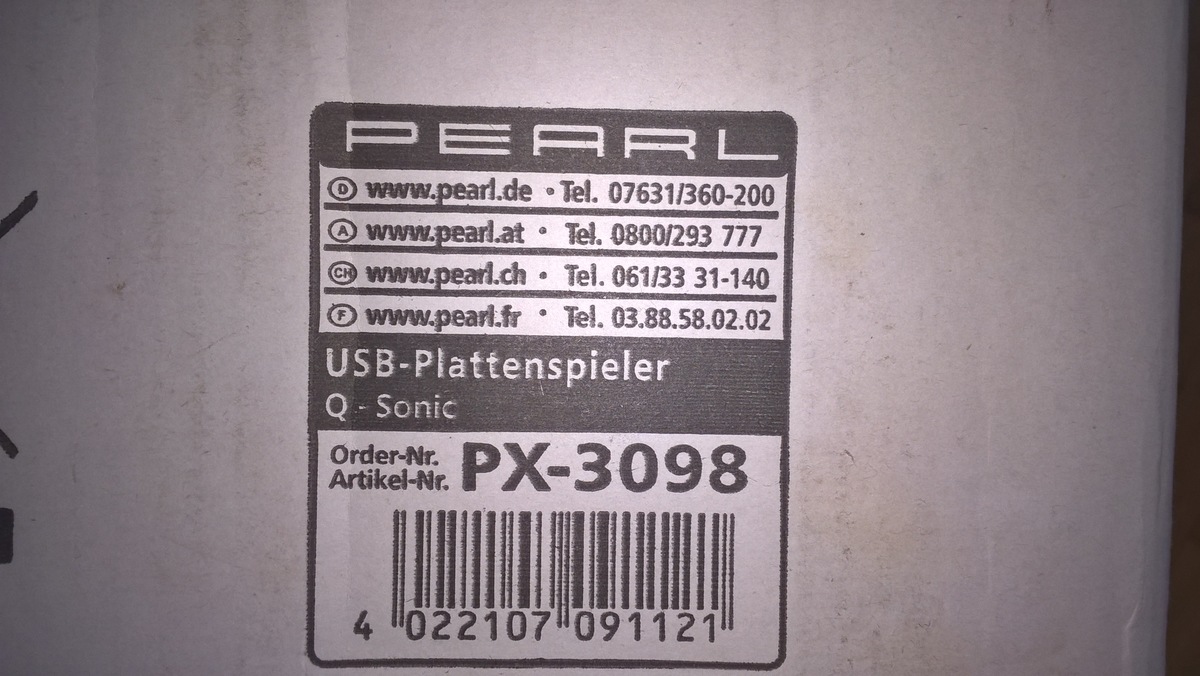 PEARL
D www.pearl.de • Tel. 07631/360-200
A www.pearl.at • Tel. 0800/293 777
CH www.pearl.ch • Tel. 061/33 31-140
F www.pearl.fr • Tel. 03.88.58.02.02
USB-Plattenspieler
Q - Sonic
Order-Nr.
Artikel-Nr. PX-3098
4 022107 091121